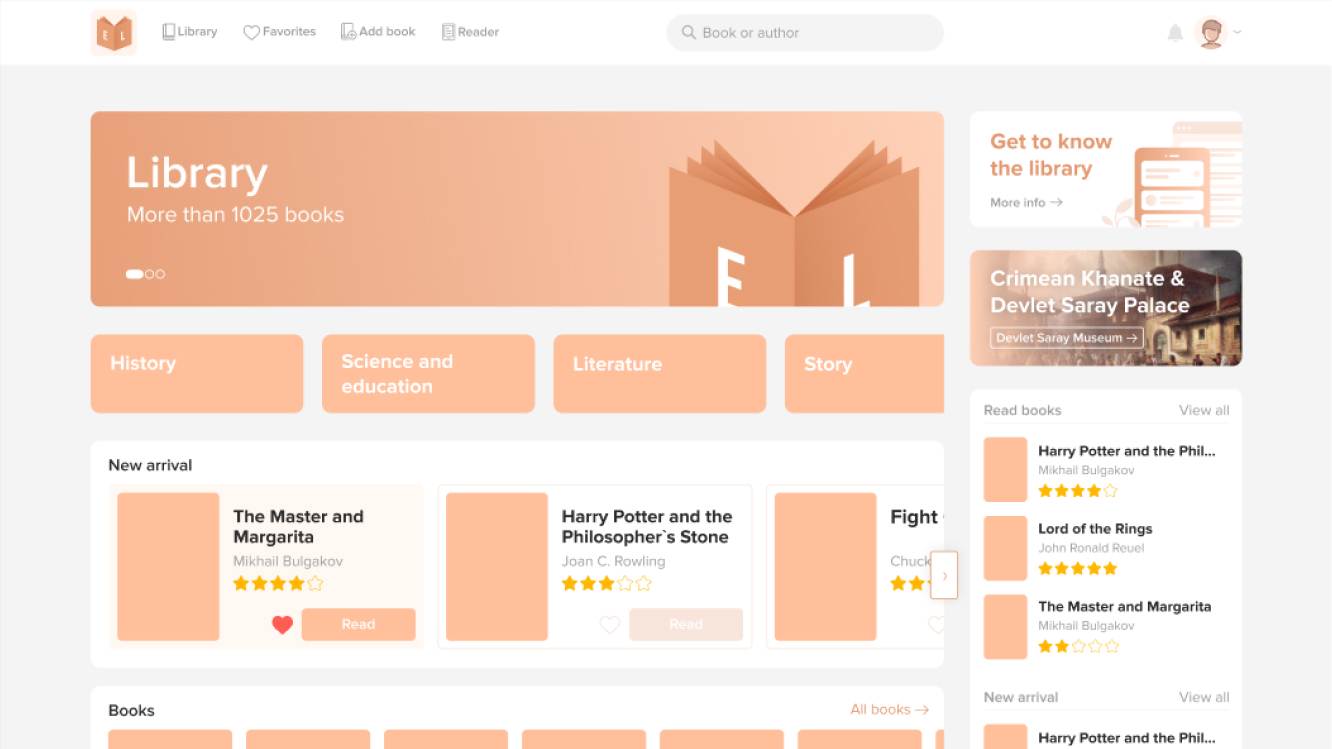 E L
Library
Favorites
Add book
Reader
Book or author
Library
More than 1025 books
E L
Get to know
the library
More info →
Crimean Khanate &
Devlet Saray Palace
Devlet Saray Museum →
History
Science and
education
Literature
Story
New arrival
The Master and
Margarita
Mikhail Bulgakov
Read
Harry Potter and the
Philosopher`s Stone
Joan C. Rowling
Read
Fight
Chuck
Books
All books →
Read books
View all
Harry Potter and the Phil...
Mikhail Bulgakov
Lord of the Rings
John Ronald Reuel
The Master and Margarita
Mikhail Bulgakov
New arrival
View all
Harry Potter and the Phil...